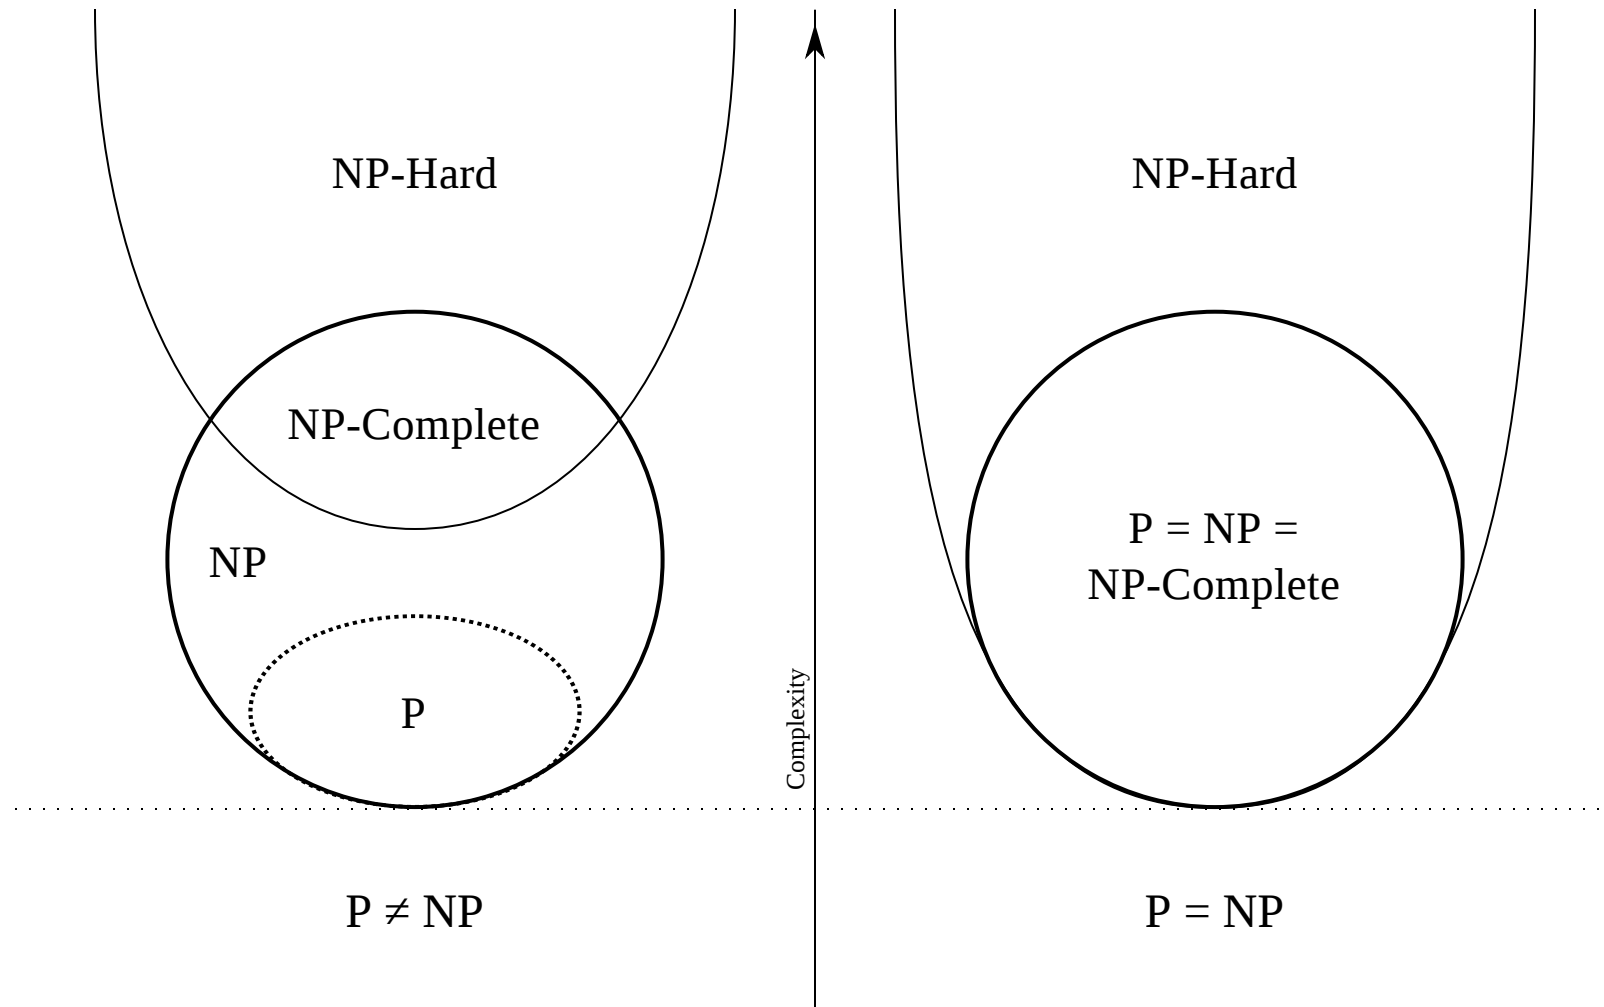 NP-Hard
NP-Complete
NP
P
P ≠ NP
Complexity
NP-Hard
P = NP =
NP-Complete
P = NP